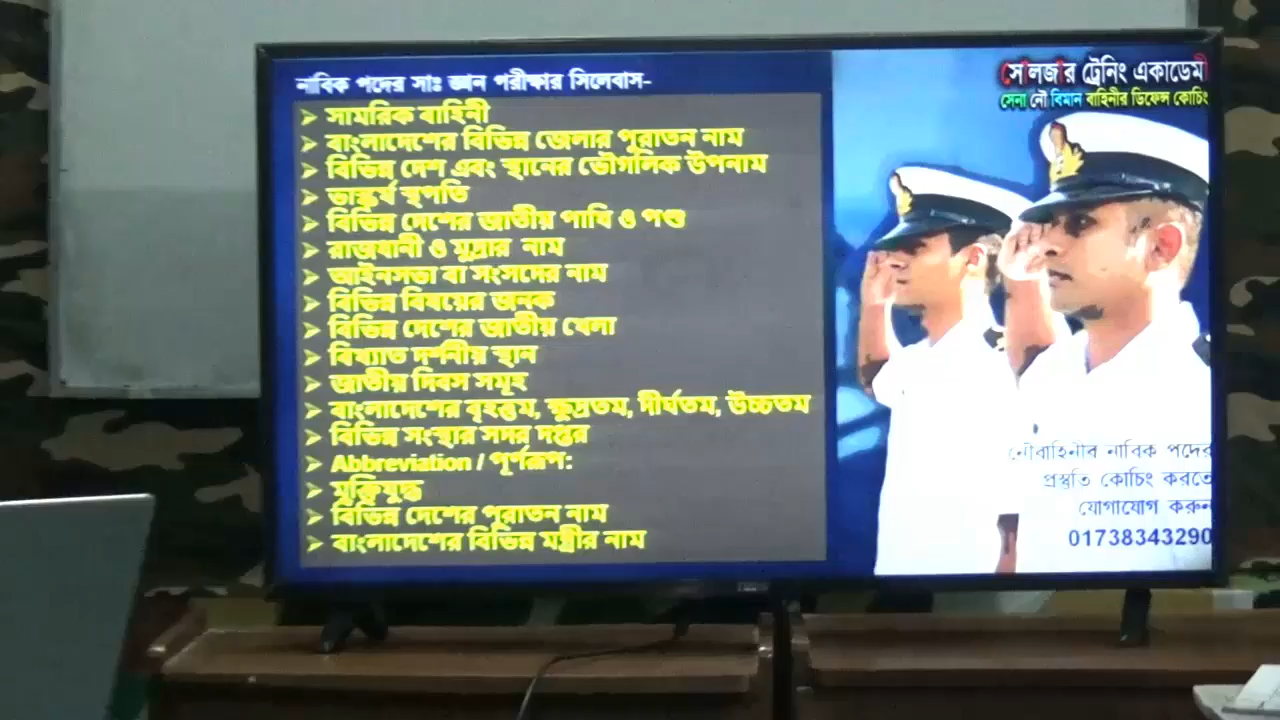 নাবিক পদের সাঃ জ্ঞান পরীক্ষার সিলেবাস-
➢ সামরিক বাহিনী
➢ বাংলাদেশের বিভিন্ন জেলার পুরাতন নাম
➢ বিভিন্ন দেশ এবং স্থানের ভৌগলিক উপনাম
➢ ভাস্কর্য স্থপতি
➢ বিভিন্ন দেশের জাতীয় পাখি ও পশু
➢ রাজধানী ও মুদ্রার নাম
➢ আইনসভা বা সংসদের নাম
➢ বিভিন্ন বিষয়ের জনক
➢ বিভিন্ন দেশের জাতীয় খেলা
➢ বিখ্যাত দর্শনীয় স্থান
➢ জাতীয় দিবস সমূহ
➢ বাংলাদেশের বৃহত্তম, ক্ষুদ্রতম, দীর্ঘতম, উচ্চতম
➢ বিভিন্ন সংস্থার সদর দপ্তর
➢ Abbreviation / পূর্ণরূপ:
➢ মুক্তিযুদ্ধ
➢ বিভিন্ন দেশের পুরাতন নাম
➢ বাংলাদেশের বিভিন্ন মন্ত্রীর নাম
সোলজার ট্রেনিং একাডেমী
সেনা নৌ বিমান বাহিনীর ডিফেন্স কোচিং
নৌবাহিনীর নাবিক পদের
প্রস্তুতি কোচিং করতে
যোগাযোগ করুন
01738343290